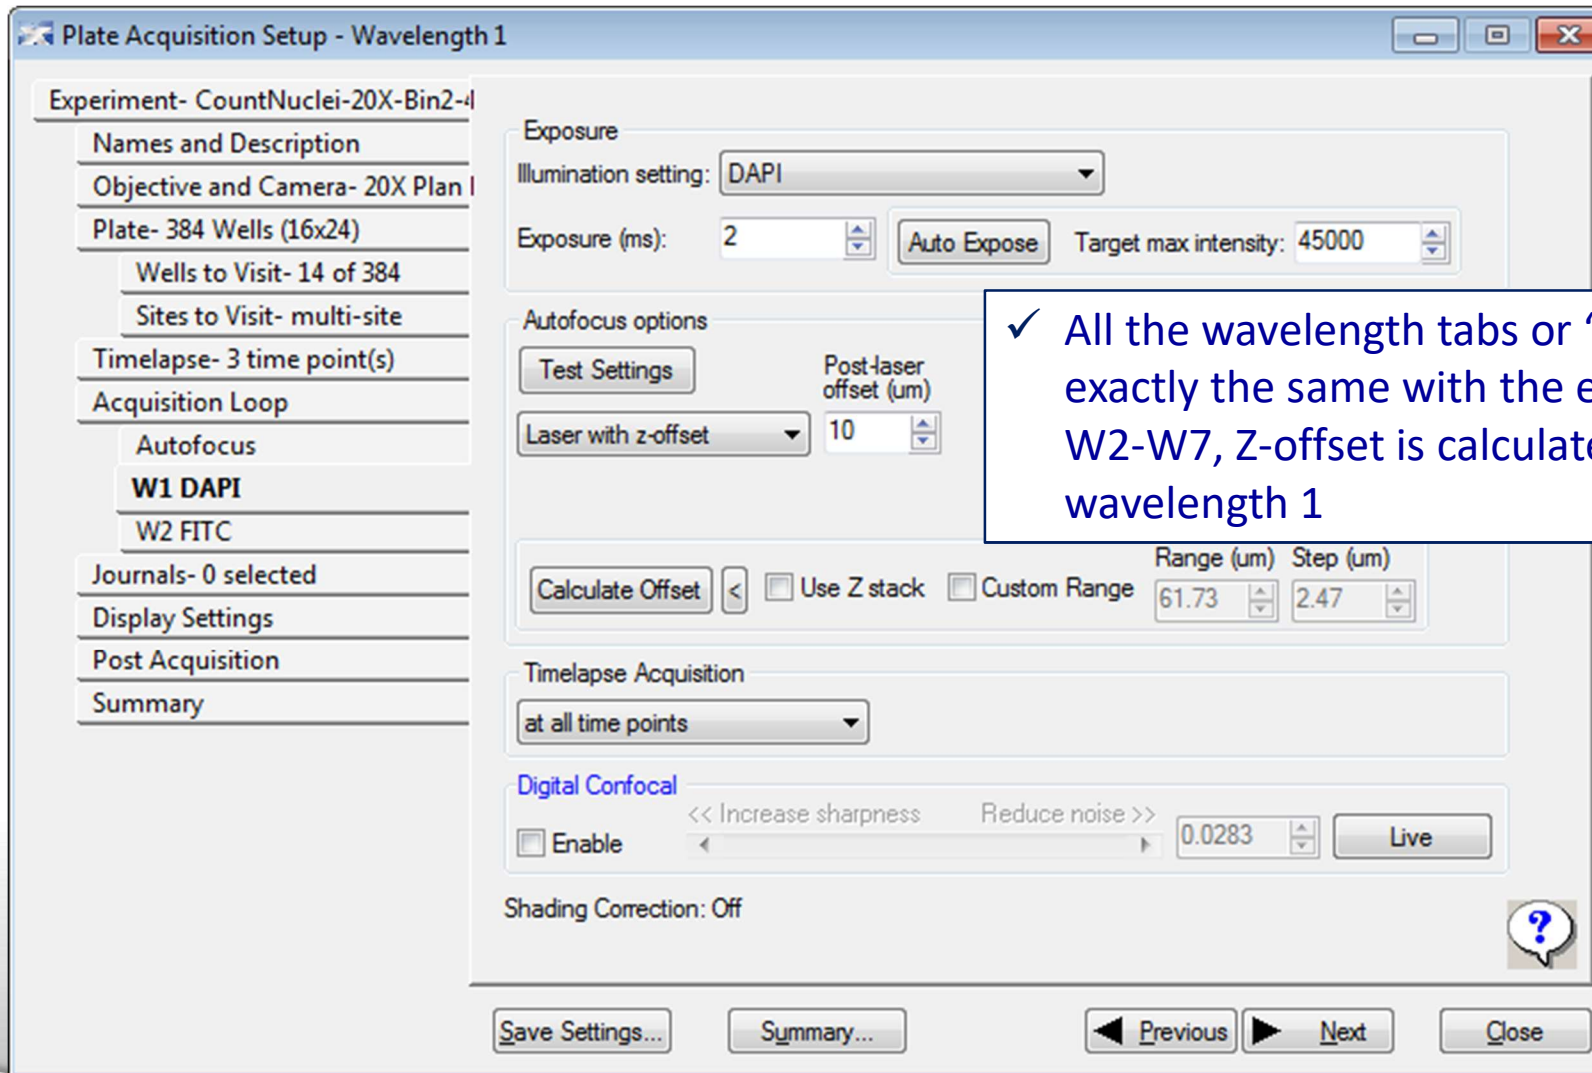 Plate Acquisition Setup - Wavelength 1
Experiment- CountNuclei-20X-Bin2-4
Names and Description
Objective and Camera- 20X Plan
Plate- 384 Wells (16x24)
Wells to Visit- 14 of 384
Sites to Visit- multi-site
Timelapse- 3 time point(s)
Acquisition Loop
Autofocus
W1 DAPI
W2 FITC
Journals- 0 selected
Display Settings
Post Acquisition
Summary
Exposure
Illumination setting: DAPI
Exposure (ms): 2 Auto Expose Target max intensity: 45000
Autofocus options
Test Settings
Post-laser
offset (um)
Laser with z-offset 10
✓ All the wavelength tabs or ‘
exactly the same with the e
W2-W7, Z-offset is calculate
wavelength 1
Range (um) Step (um)
Calculate Offset < Use Z stack Custom Range 61.73 2.47
Timelapse Acquisition
at all time points
Digital Confocal
<< Increase sharpness Reduce noise >>
Enable 0.0283 Live
Shading Correction: Off
?
Save Settings... Summary... Previous Next Close